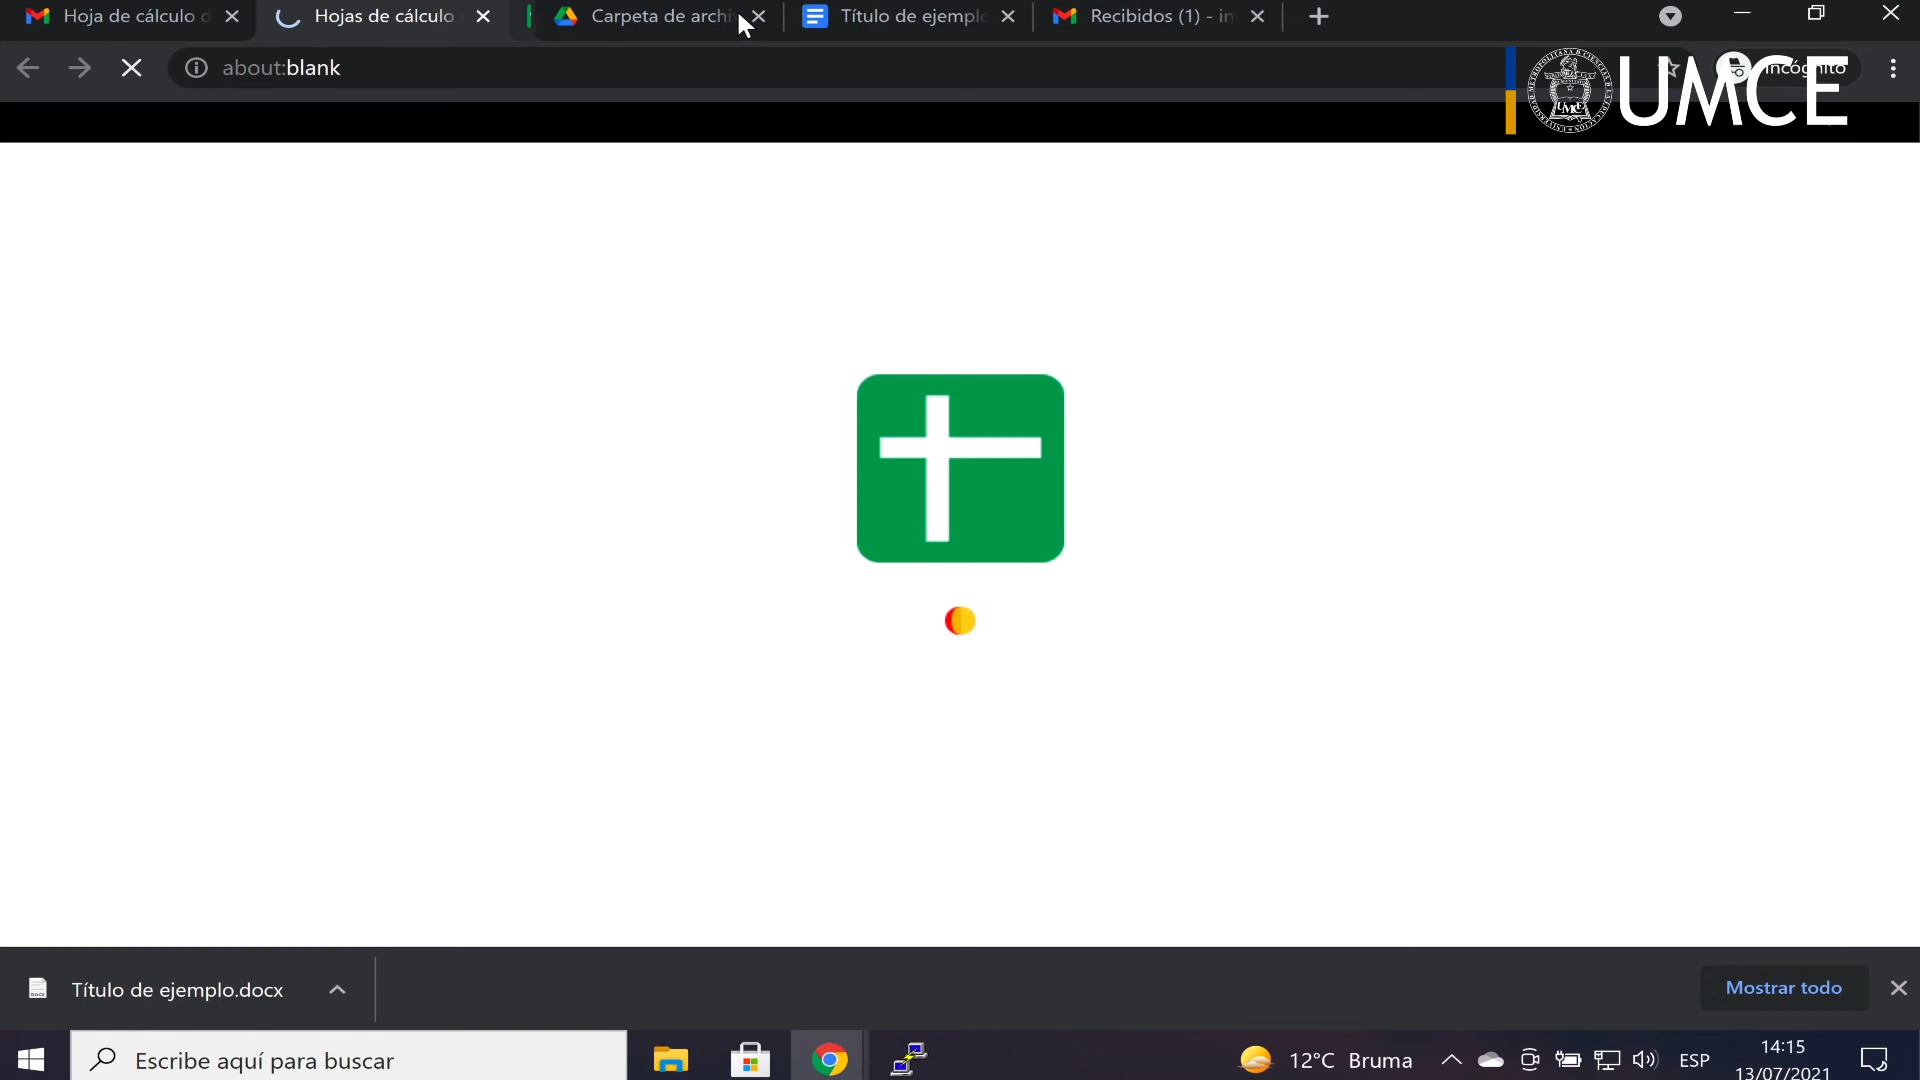 Hoja de cálculo d
Hojas de cálculo
Carpeta de archi
Título de ejemplo
Recibidos (1) - in
about:blank
Incógnito
UMCE
Título de ejemplo.docx
Mostrar todo
Escribe aquí para buscar
12°C Bruma
ESP
14:15
13/07/2021